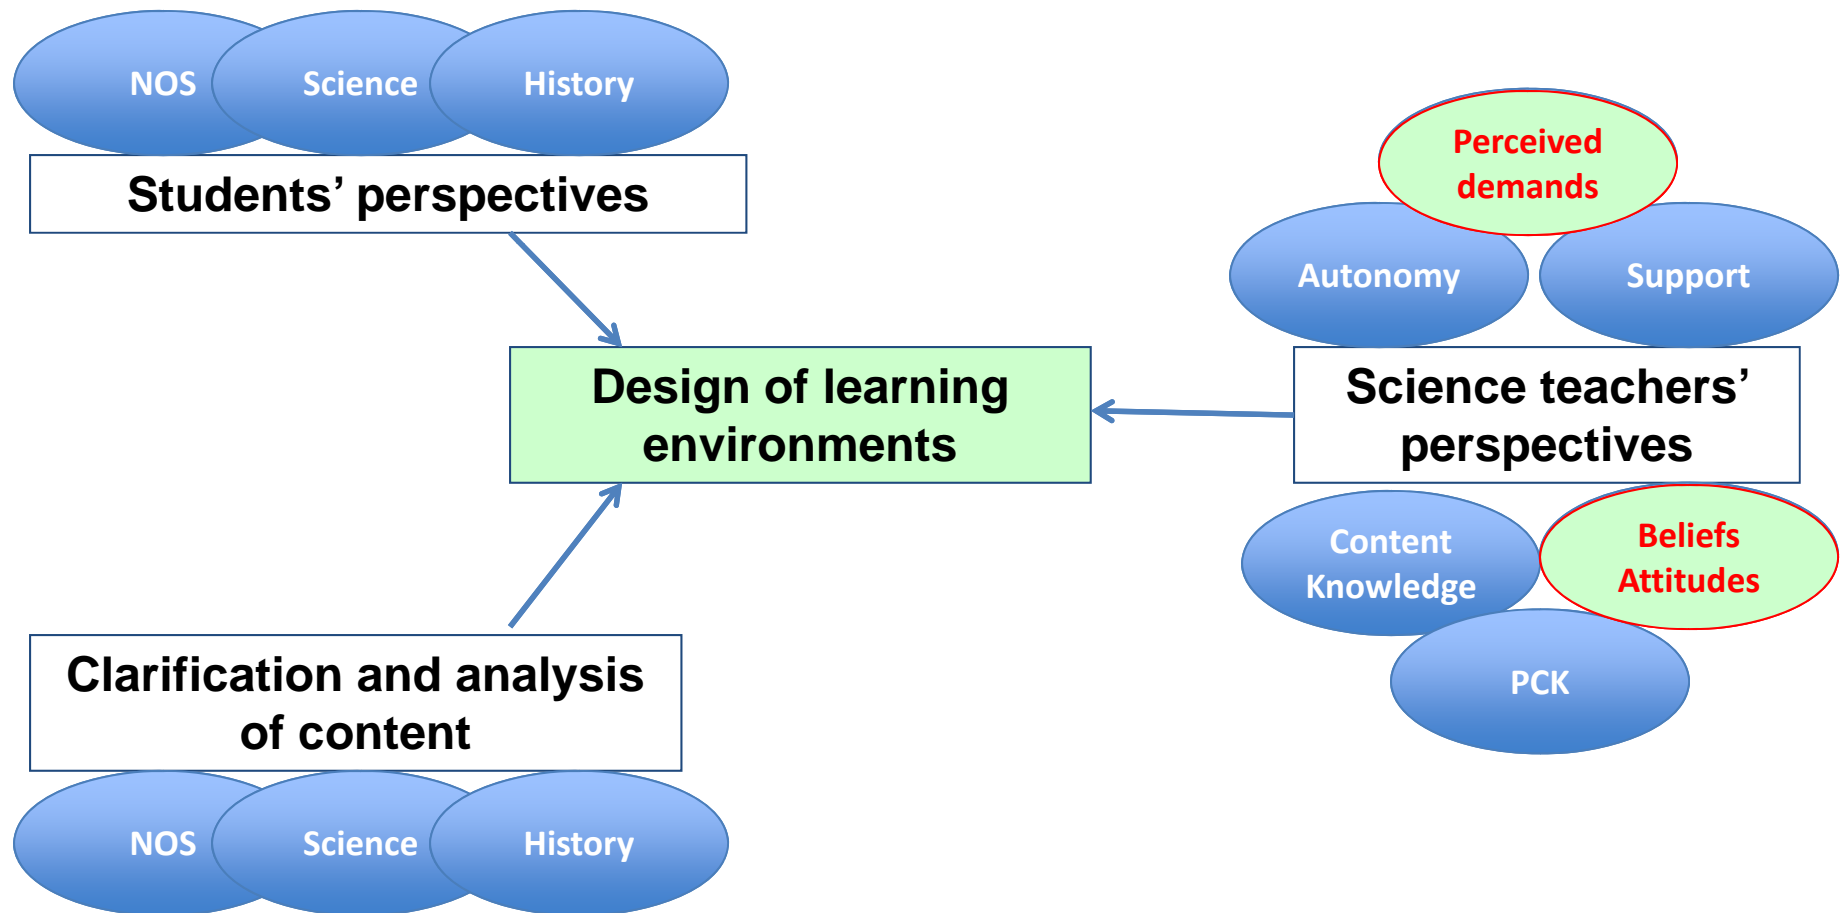 NOS
Science
History
Students’ perspectives
Perceived
demands
Autonomy
Support
Design of learning
environments
Science teachers’
perspectives
Content
Knowledge
Beliefs
Attitudes
PCK
Clarification and analysis
of content
NOS
Science
History